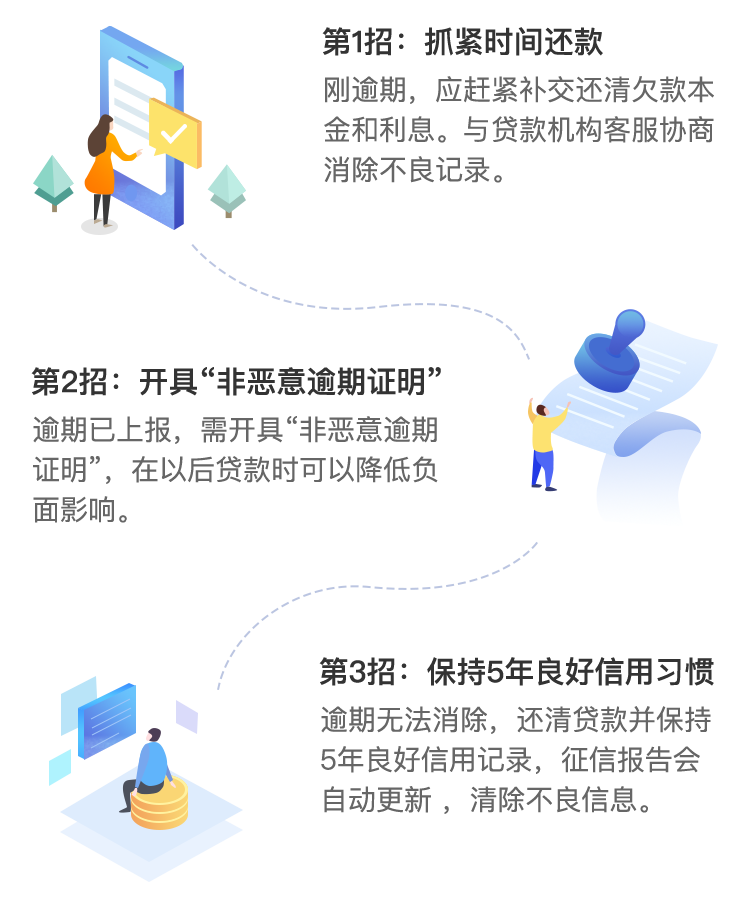 第1招：抓紧时间还款
刚逾期，应赶紧补交还清欠款本
金和利息。与贷款机构客服协商
消除不良记录。
第2招：开具“非恶意逾期证明”
逾期已上报，需开具“非恶意逾期
证明”，在以后贷款时可以降低负
面影响。
第3招：保持5年良好信用习惯
逾期无法消除，还清贷款并保持
5年良好信用记录，征信报告会
自动更新 ，清除不良信息。